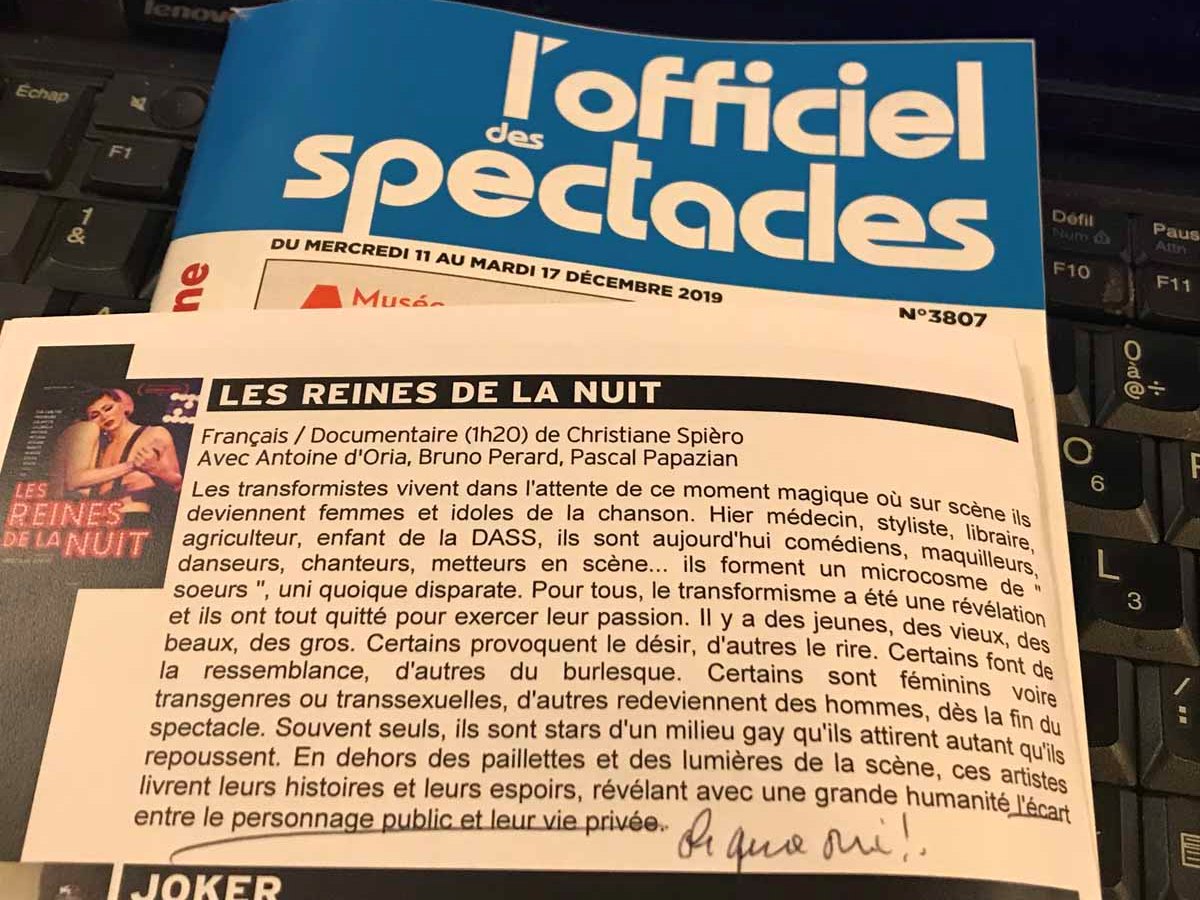 lenovo
Échap
F1
1
&
l'officiel
des
spectacles
DU MERCREDI 11 AU MARDI 17 DÉCEMBRE 2019
N°3807
ne
Musée
Défil
Num
Paus
Attn
F10
F11
0
à
@
÷
O
6
L
3
/
LES REINES DE LA NUIT
Français / Documentaire (1h20) de Christiane Spièro
Avec Antoine d'Oria, Bruno Perard, Pascal Papazian
LES
REINES
DE LA NUIT
Les transformistes vivent dans l'attente de ce moment magique où sur scène ils
deviennent femmes et idoles de la chanson. Hier médecin, styliste, libraire,
agriculteur, enfant de la DASS, ils sont aujourd'hui comédiens, maquilleurs,
danseurs, chanteurs, metteurs en scène... ils forment un microcosme de "
soeurs ", uni quoique disparate. Pour tous, le transformisme a été une révélation
et ils ont tout quitté pour exercer leur passion. Il y a des jeunes, des vieux, des
beaux, des gros. Certains provoquent le désir, d'autres le rire. Certains font de
la ressemblance, d'autres du burlesque. Certains sont féminins voire
transgenres ou transsexuelles, d'autres redeviennent des hommes, dès la fin du
spectacle. Souvent seuls, ils sont stars d'un milieu gay qu'ils attirent autant qu'ils
repoussent. En dehors des paillettes et des lumières de la scène, ces artistes
livrent leurs histoires et leurs espoirs, révélant avec une grande humanité l'écart
entre le personnage public et leur vie privée.
JOKER